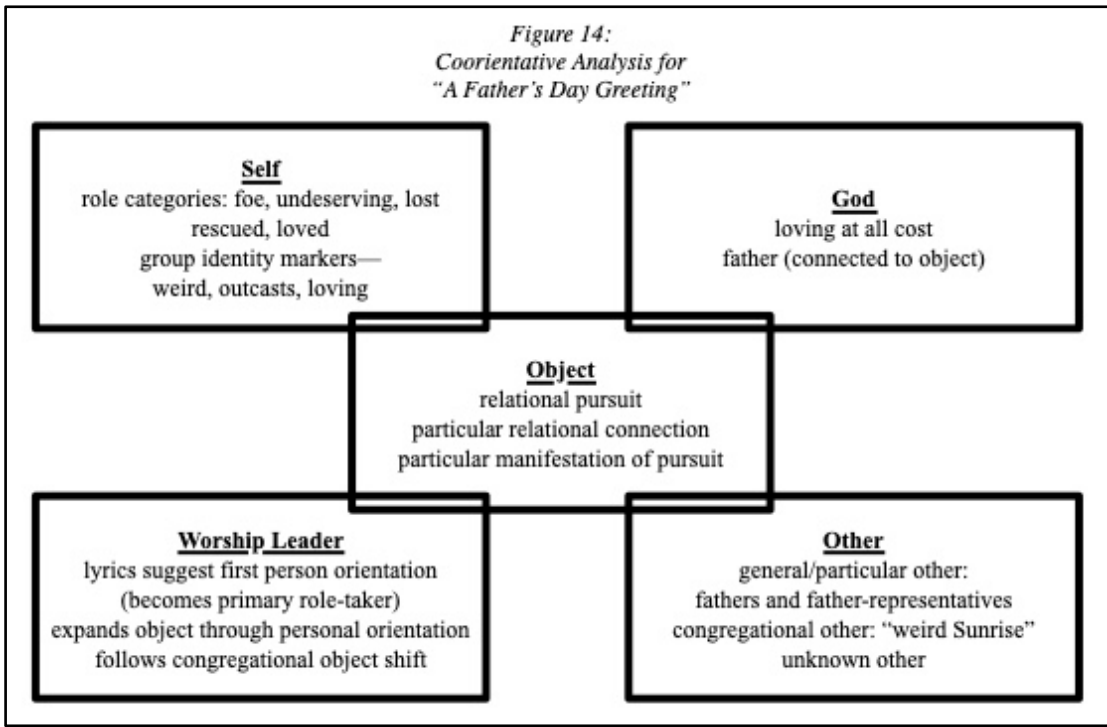 Figure 14:
Coorientative Analysis for
“A Father’s Day Greeting”
Self
role categories: foe, undeserving, lost
rescued, loved
group identity markers—
weird, outcasts, loving
God
loving at all cost
father (connected to object)
Object
relational pursuit
particular relational connection
particular manifestation of pursuit
Worship Leader
lyrics suggest first person orientation
(becomes primary role-taker)
expands object through personal orientation
follows congregational object shift
Other
general/particular other:
fathers and father-representatives
congregational other: “weird Sunrise”
unknown other